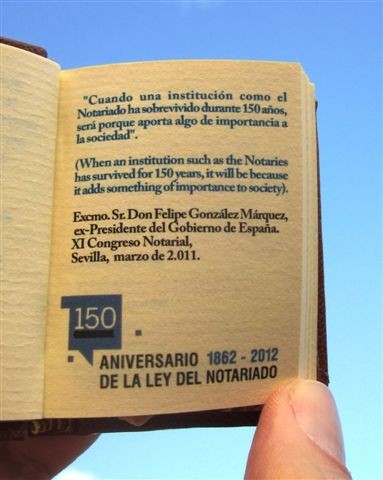 "Cuando una institución como el
Notariado ha sobrevivido durante 150 años,
será porque aporta algo de importancia a
la sociedad".
(When an institution such as the Notaries
has survived for 150 years, it will be because
it adds something of importance to society).
Excmo. Sr. Don Felipe González Márquez,
ex-Presidente del Gobierno de España.
XI Congreso Notarial,
Sevilla, marzo de 2.011.
150
ANIVERSARIO 1862 - 2012
DE LA LEY DEL NOTARIADO